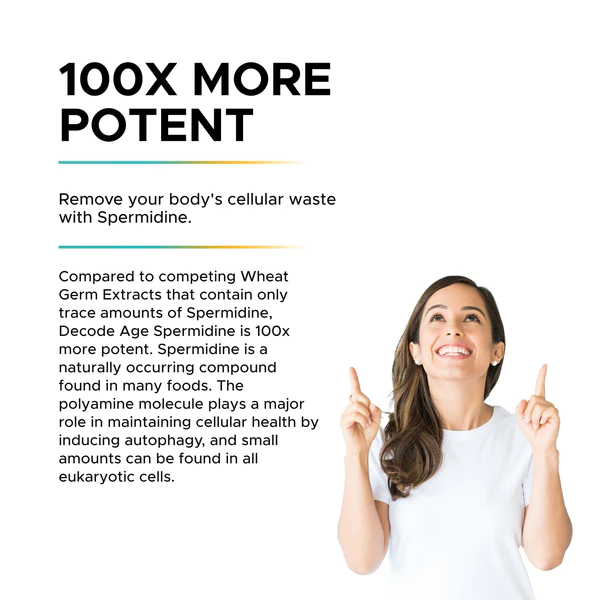 100X MORE
POTENT
Remove your body's cellular waste
with Spermidine.
Compared to competing Wheat
Germ Extracts that contain only
trace amounts of Spermidine,
Decode Age Spermidine is 100x
more potent. Spermidine is a
naturally occurring compound
found in many foods. The
polyamine molecule plays a major
role in maintaining cellular health by
inducing autophagy, and small
amounts can be found in all
eukaryotic cells.